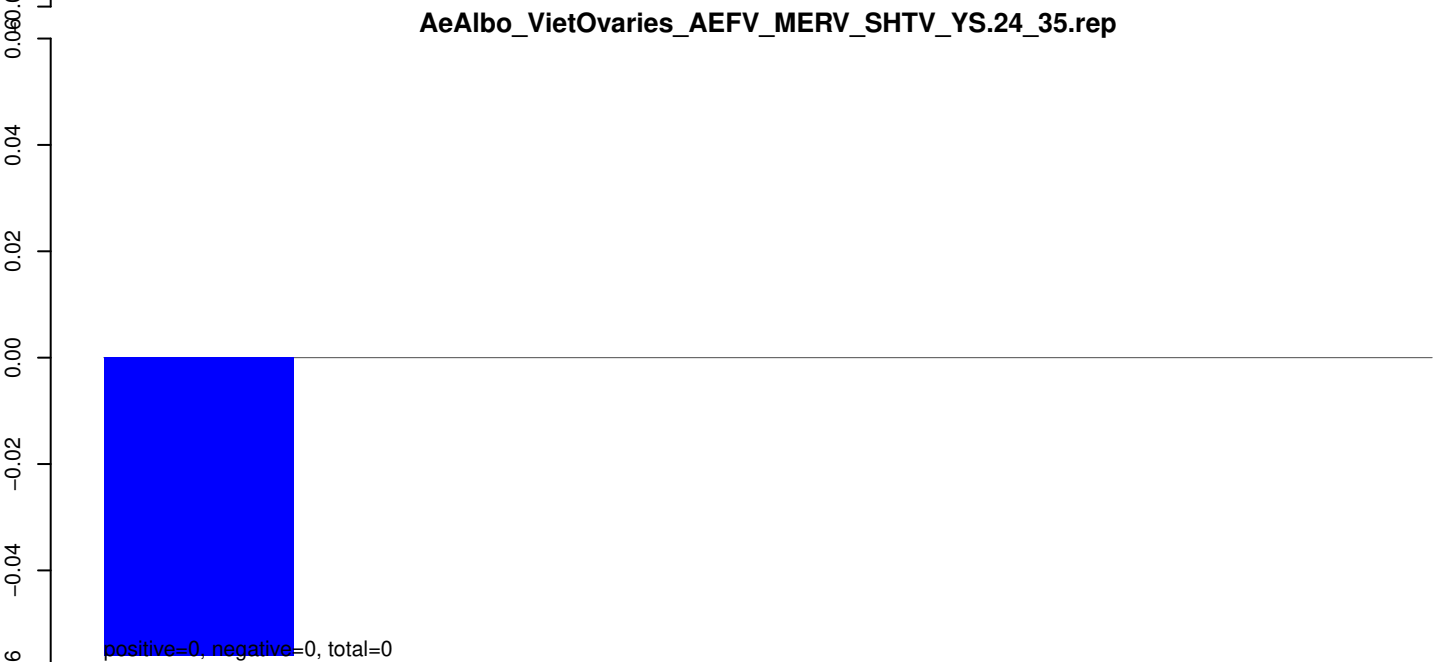 AeAlbo_VietOvaries_AEFV_MERV_SHTV_YS.24_35.rep
0.04
0.02
0.00
−0.02
−0.04
positive=0, negative=0, total=0